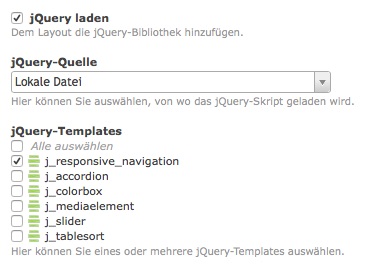 jQuery laden
Dem Layout die jQuery-Bibliothek hinzufügen.
jQuery-Quelle
Lokale Datei
Hier können Sie auswählen, von wo das jQuery-Skript geladen wird.
jQuery-Templates
Alle auswählen
j_responsive_navigation
j_accordion
j_colorbox
j_mediaelement
j_slider
j_tablesort
Hier können Sie eines oder mehrere jQuery-Templates auswählen.